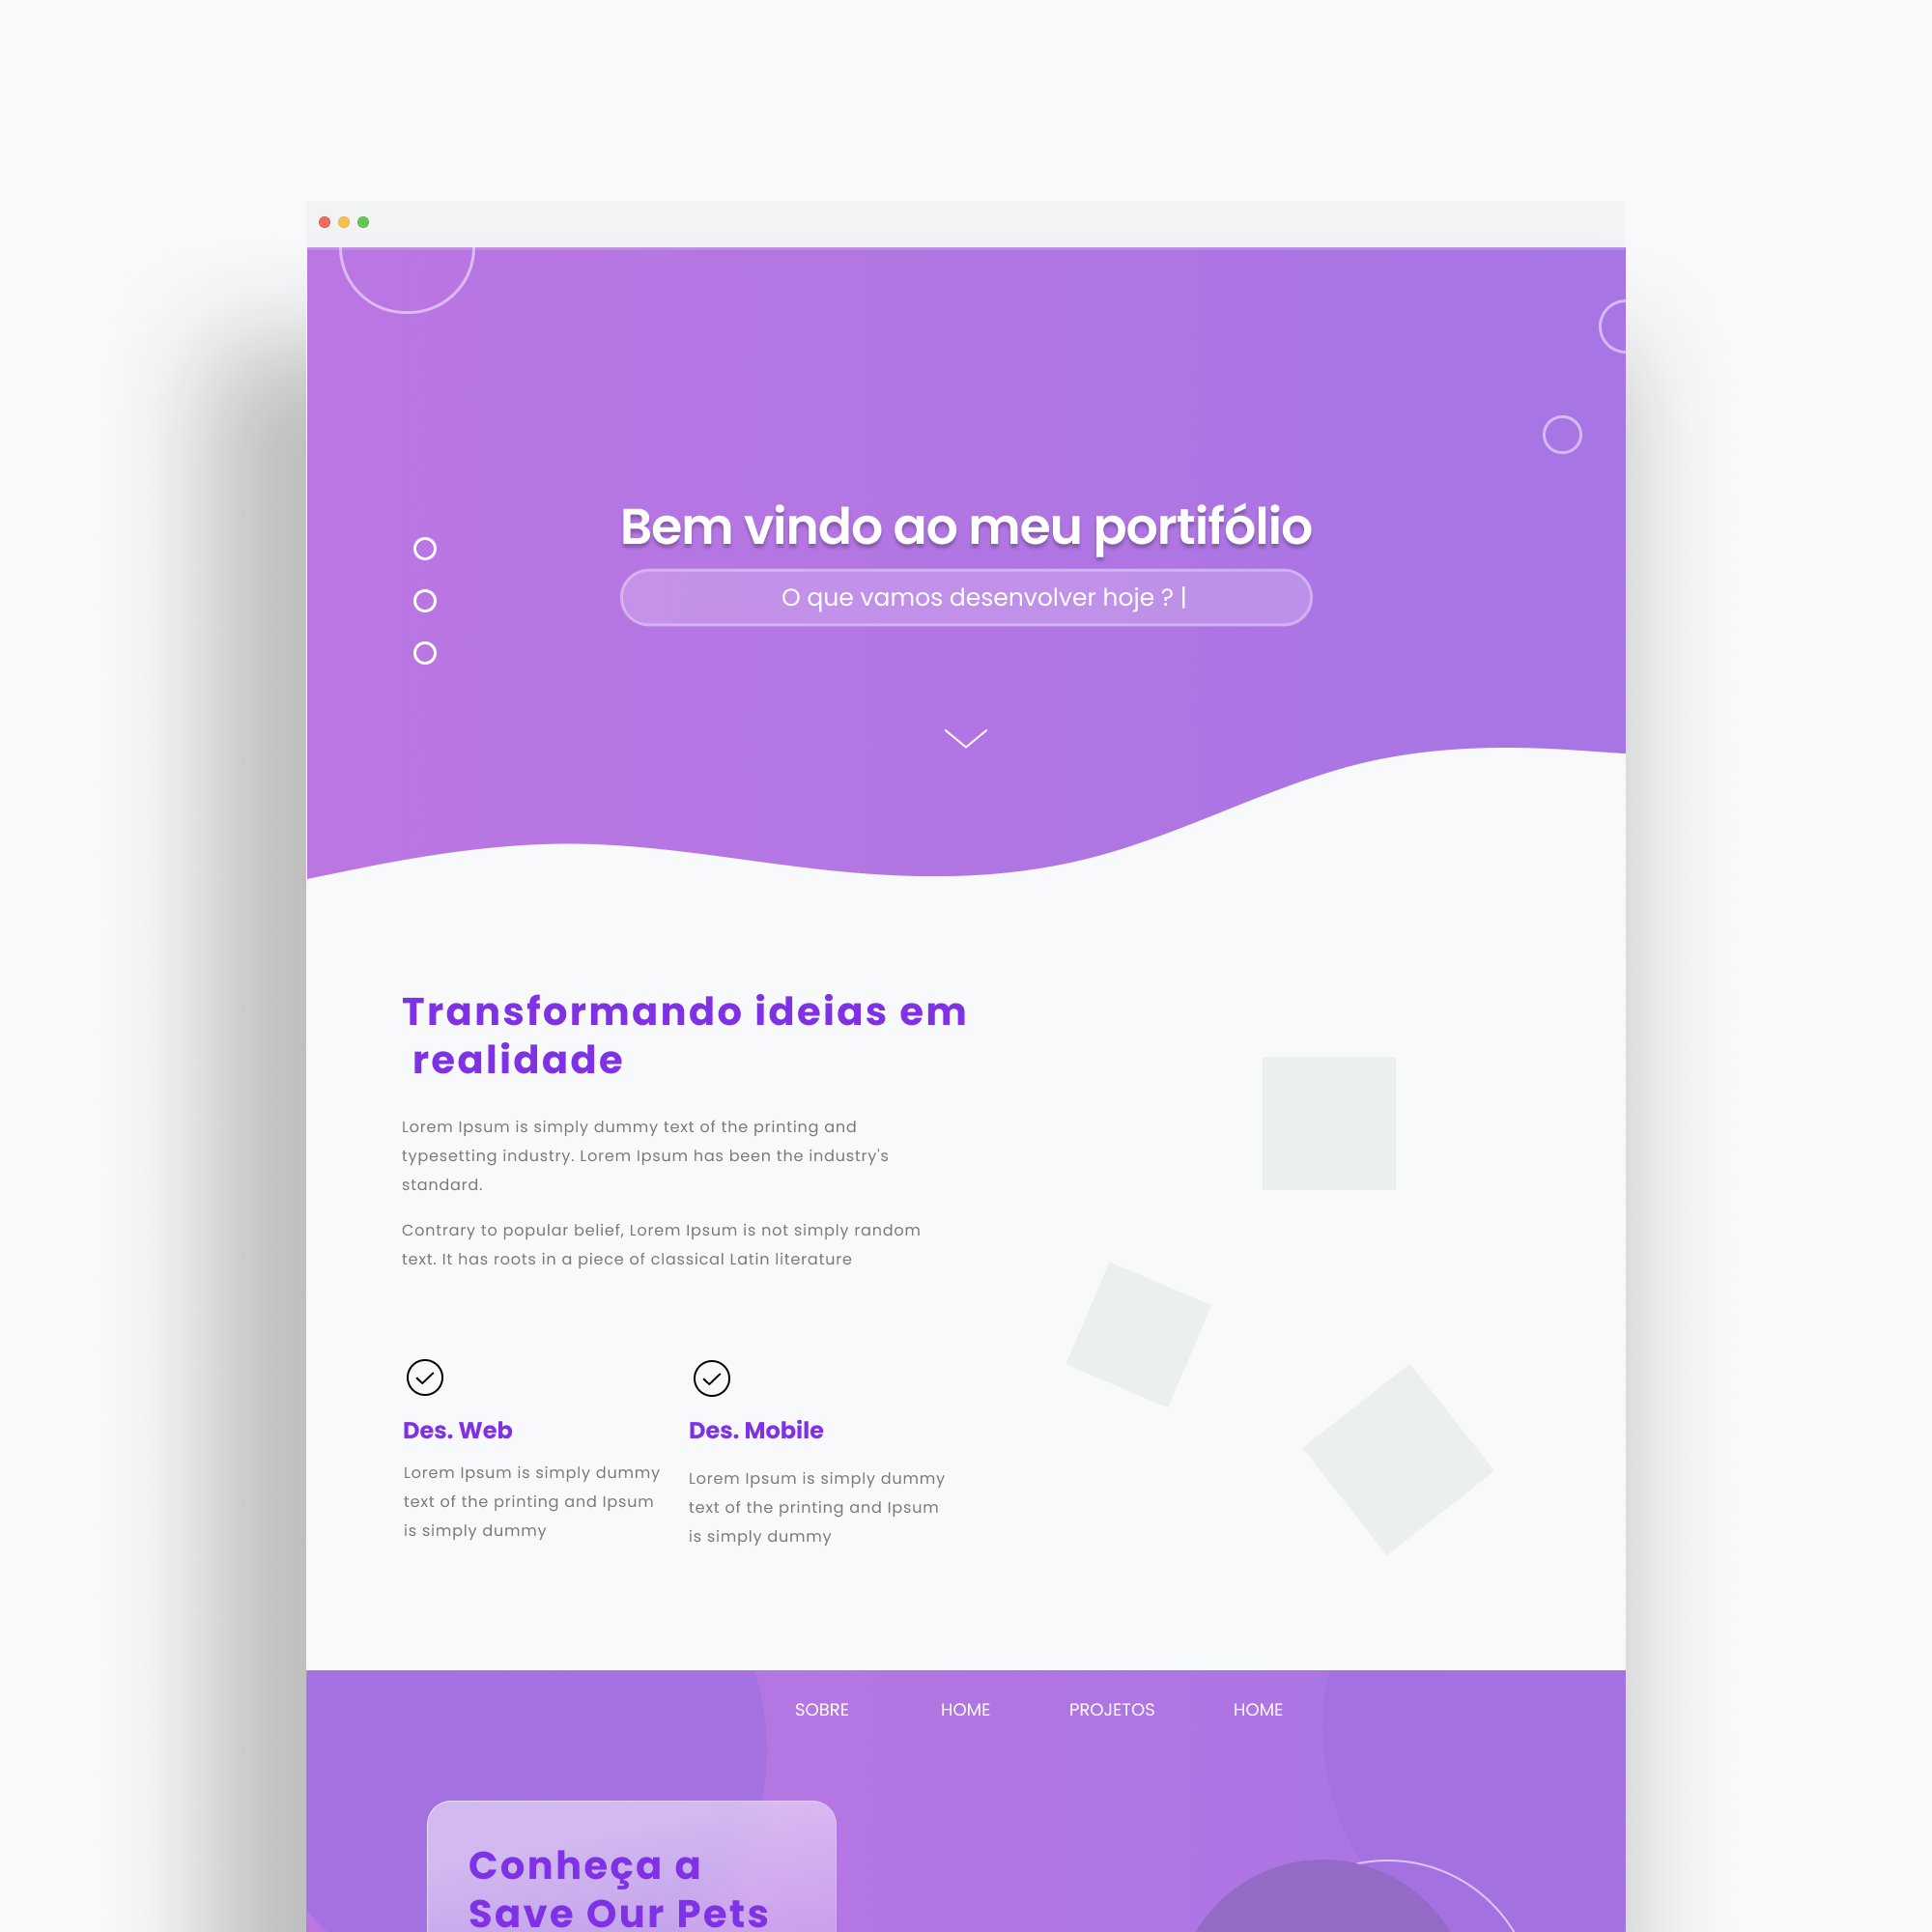 Bem vindo ao meu portifólio
O que vamos desenvolver hoje ? |
Transformando ideias em
realidade
Lorem Ipsum is simply dummy text of the printing and
typesetting industry. Lorem Ipsum has been the industry's
standard.
Contrary to popular belief, Lorem Ipsum is not simply random
text. It has roots in a piece of classical Latin literature
Des. Web
Lorem Ipsum is simply dummy
text of the printing and Ipsum
is simply dummy
Des. Mobile
Lorem Ipsum is simply dummy
text of the printing and Ipsum
is simply dummy
SOBRE HOME PROJETOS HOME
Conheça a
Save Our Pets